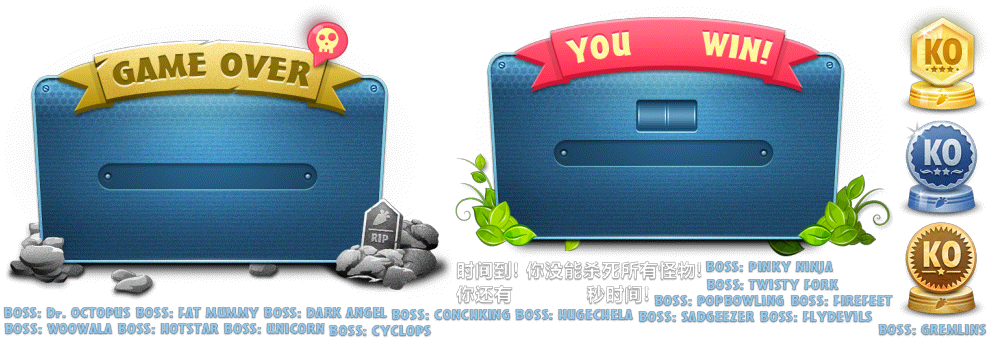 GAME OVER
YOU WIN!
KO
KO
KO
RIP
时间到! 你没能杀死所有怪物!
你还有 秒时间!
BOSS: PINKY NINJA
BOSS: TWISTY FORK
BOSS: POPBOWLING BOSS: FIREFEET
BOSS: Dr. OCTOPUS BOSS: FAT MUMMY BOSS: DARK ANGEL BOSS: CONCHKING BOSS: HUGECHELA BOSS: SADGEEZER BOSS: FLYDEVILS
BOSS: WOOWALA BOSS: HOTSTAR BOSS: UNICORN BOSS: CYCLOPS
BOSS: GREMLINS